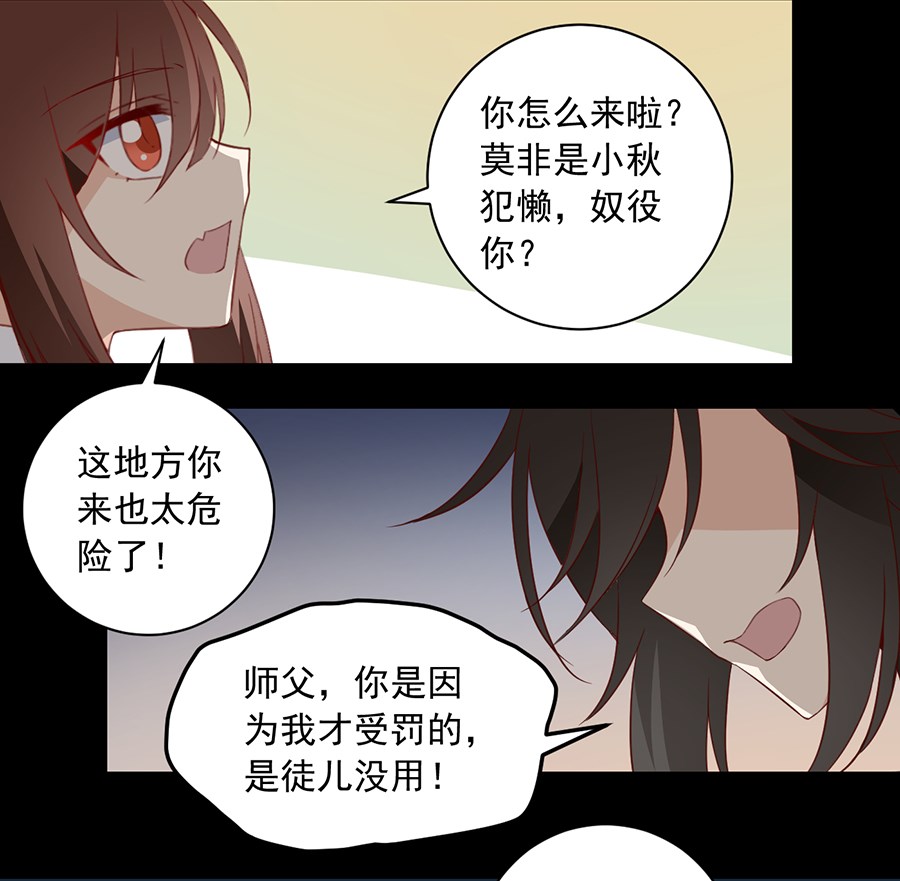 你怎么来啦？
莫非是小秋
犯懒，奴役
你？
这地方你
来也太危
险了！
师父，你是因
为我才受罚的，
是徒儿没用！